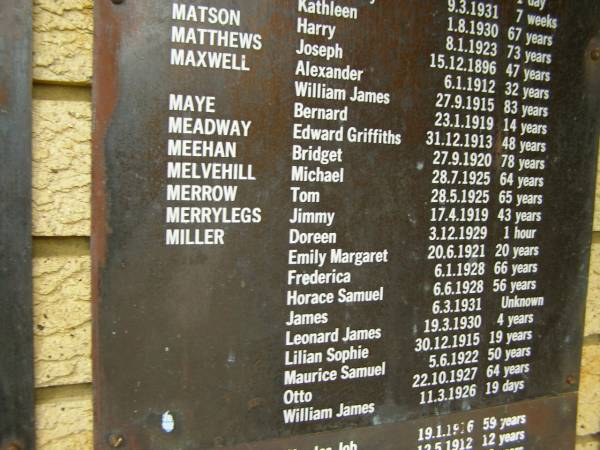 day
9.3.1931 7 weeks
Kathleen 1.8.1930 67 years
MATSON Harry 8.1.1923 73 years
MATTHEWS Joseph 15.12.1896 47 years
MAXWELL Alexander 6.1.1912 32 years
William James 27.9.1915 83 years
MAYE Bernard 23.1.1919 14 years
MEADWAY Edward Griffiths 31.12.1913 48 years
MEEHAN Bridget 27.9.1920 78 years
MELVEHILL Michael 28.7.1925 64 years
MERROW Tom 28.5.1925 65 years
MERRYLEGS Jimmy 17.4.1919 43 years
MILLER Doreen 3.12.1929 1 hour
Emily Margaret 20.6.1921 20 years
Frederica 6.1.1928 66 years
Horace Samuel 6.6.1928 56 years
James 6.3.1931 Unknown
Leonard James 19.3.1930 4 years
Lilian Sophie 30.12.1915 19 years
Maurice Samuel 5.6.1922 50 years
Otto 22.10.1927 64 years
William James 11.3.1926 19 days
Job 19.1.1916 59 years
12.5.1912 12 years